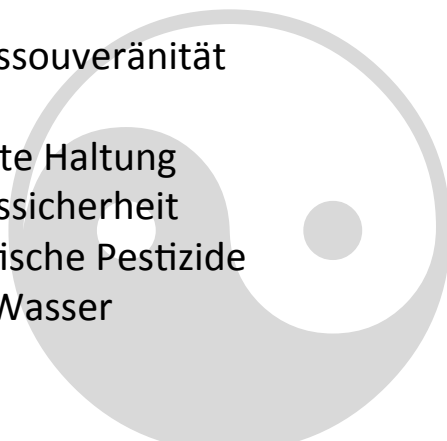 ssouveränität
te Haltung
ssicherheit
ische Pestizide
Wasser